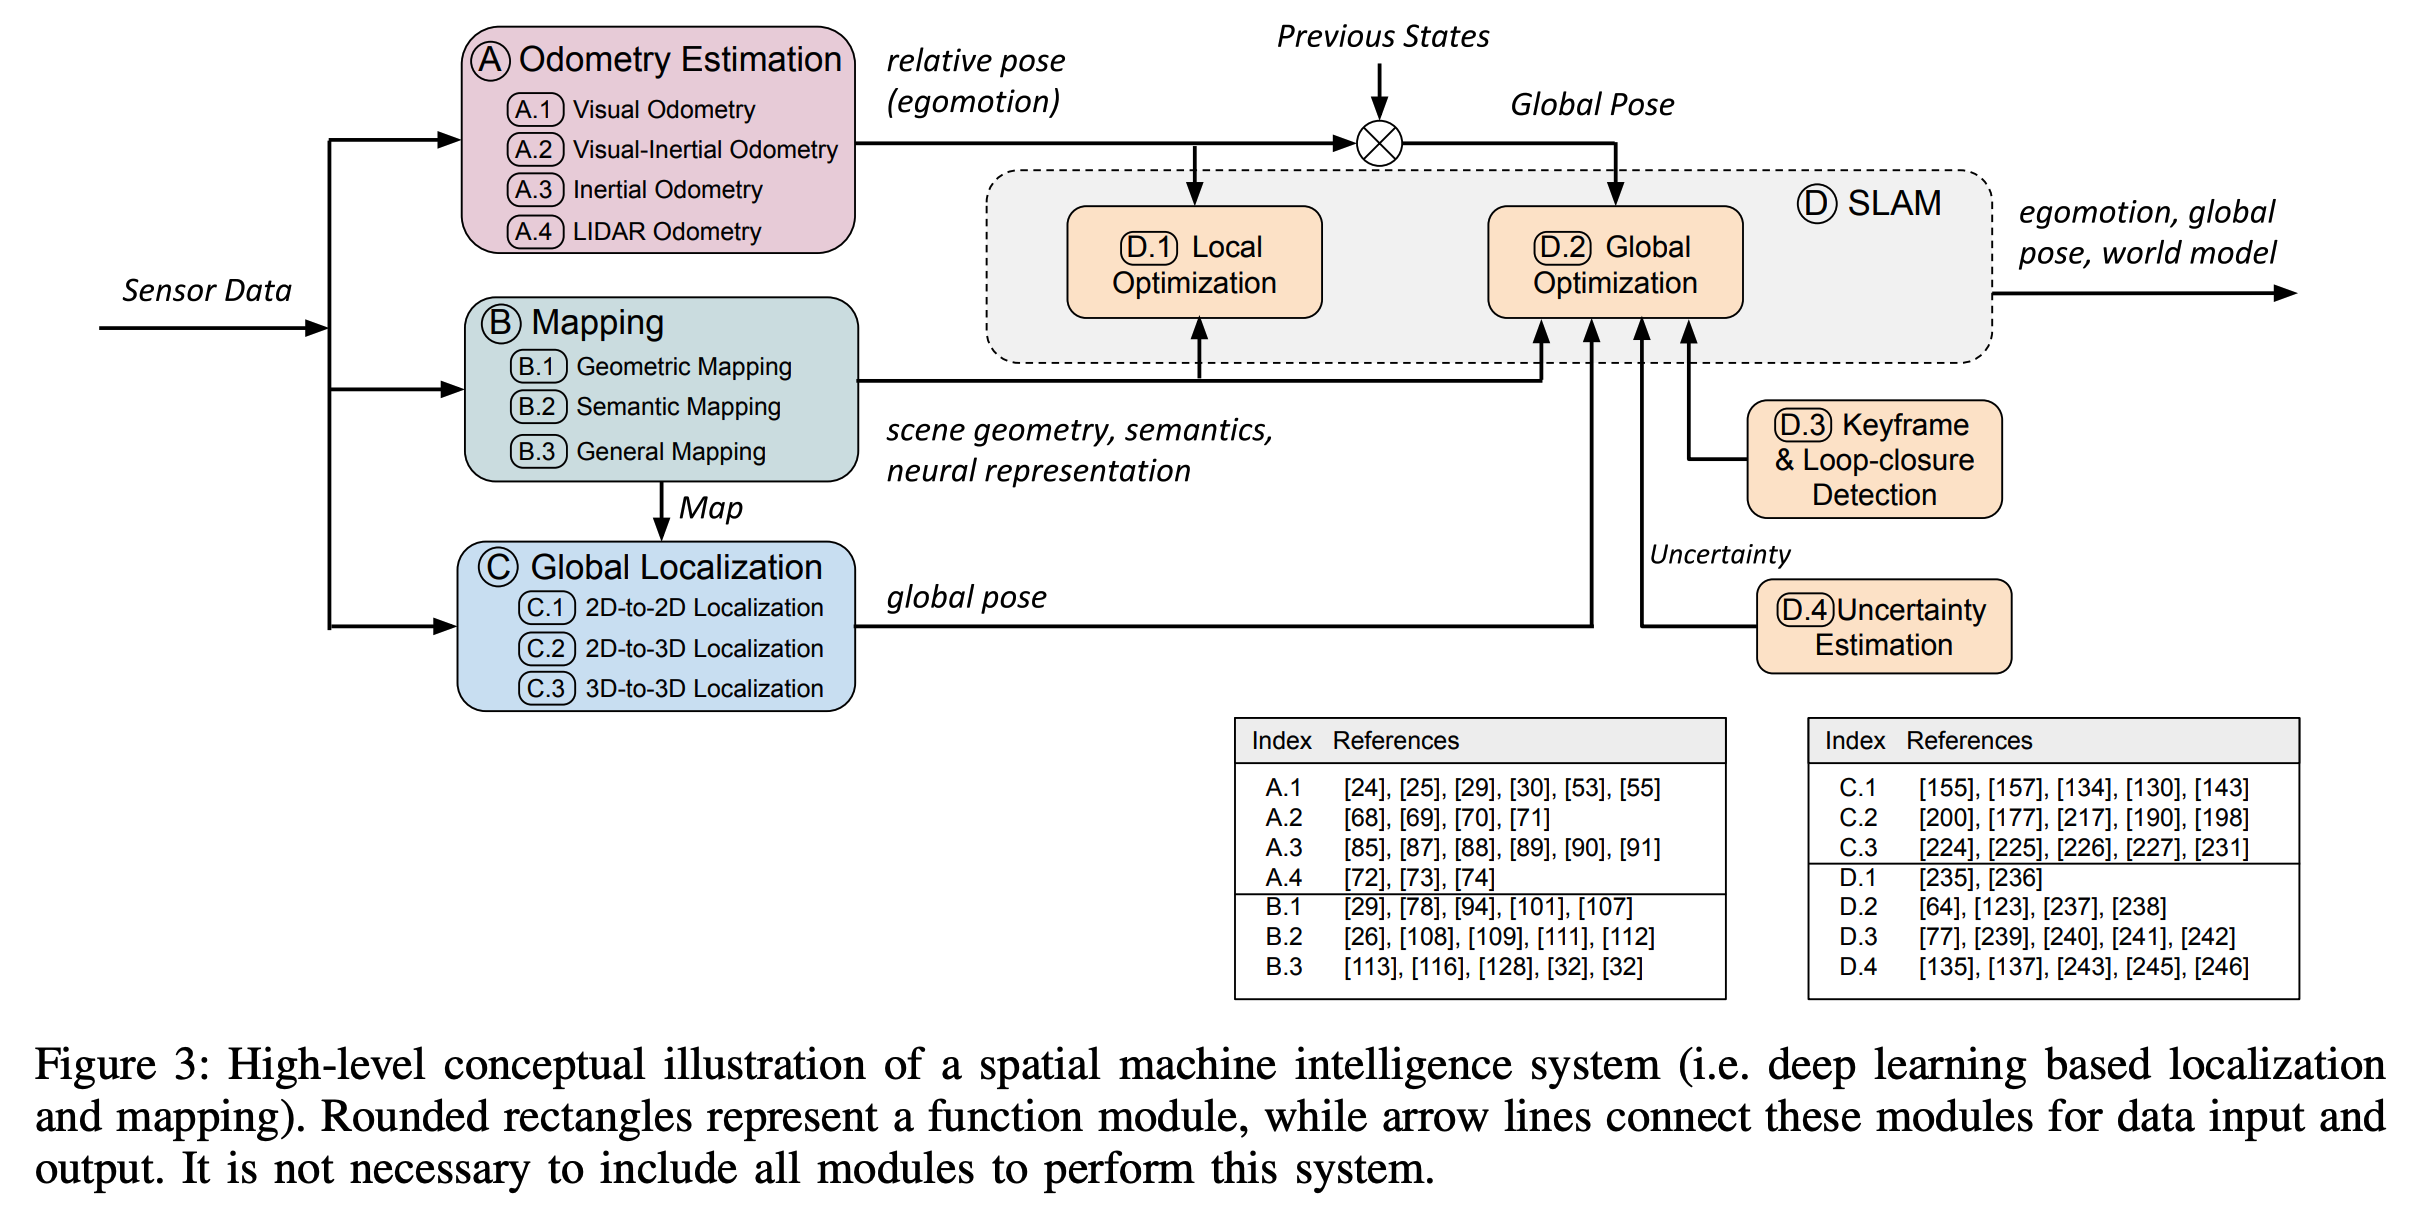 A Odometry Estimation
A.1 Visual Odometry
A.2 Visual-Inertial Odometry
A.3 Inertial Odometry
A.4 LIDAR Odometry
relative pose
(egomotion)
Previous States
Global Pose
Sensor Data
B Mapping
B.1 Geometric Mapping
B.2 Semantic Mapping
B.3 General Mapping
Map
C Global Localization
C.1 2D-to-2D Localization
C.2 2D-to-3D Localization
C.3 3D-to-3D Localization
D SLAM
D.1 Local
Optimization
D.2 Global
Optimization
egomotion, global
pose, world model
scene geometry, semantics,
neural representation
global pose
D.3 Keyframe
& Loop-closure
Detection
Uncertainty
D.4 Uncertainty
Estimation
Index References
A.1 [24], [25], [29], [30], [53], [55]
A.2 [68], [69], [70], [71]
A.3 [85], [87], [88], [89], [90], [91]
A.4 [72], [73], [74]
B.1 [29], [78], [94], [101], [107]
B.2 [26], [108], [109], [111], [112]
B.3 [113], [116], [128], [32], [32]
Index References
C.1 [155], [157], [134], [130], [143]
C.2 [200], [177], [217], [190], [198]
C.3 [224], [225], [226], [227], [231]
D.1 [235], [236]
D.2 [64], [123], [237], [238]
D.3 [77], [239], [240], [241], [242]
D.4 [135], [137], [243], [245], [246]
Figure 3: High-level conceptual illustration of a spatial machine intelligence system (i.e. deep learning based localization
and mapping). Rounded rectangles represent a function module, while arrow lines connect these modules for data input and
output. It is not necessary to include all modules to perform this system.